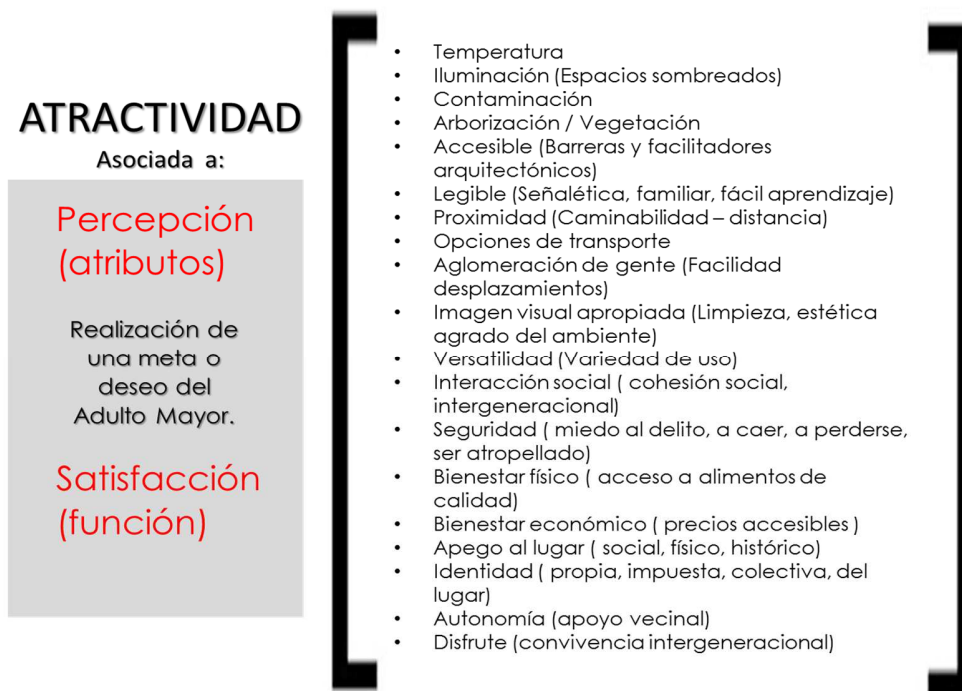 ATRACTIVIDAD
Asociada a:
Percepción
(atributos)
Realización de
una meta o
deseo del
Adulto Mayor.
Satisfacción
(función)
• Temperatura
• Iluminación (Espacios sombreados)
• Contaminación
• Arborización / Vegetación
• Accesible (Barreras y facilitadores
arquitectónicos)
• Legible (Señalética, familiar, fácil aprendizaje)
• Proximidad (Caminabilidad – distancia)
• Opciones de transporte
• Aglomeración de gente (Facilidad
desplazamientos)
• Imagen visual apropiada (Limpieza, estética
agrado del ambiente)
• Versatilidad (Variedad de uso)
• Interacción social ( cohesión social,
intergeneracional)
• Seguridad ( miedo al delito, a caer, a perderse,
ser atropellado)
• Bienestar físico ( acceso a alimentos de
calidad)
• Bienestar económico ( precios accesibles )
• Apego al lugar ( social, físico, histórico)
• Identidad ( propia, impuesta, colectiva, del
lugar)
• Autonomía (apoyo vecinal)
• Disfrute (convivencia intergeneracional)